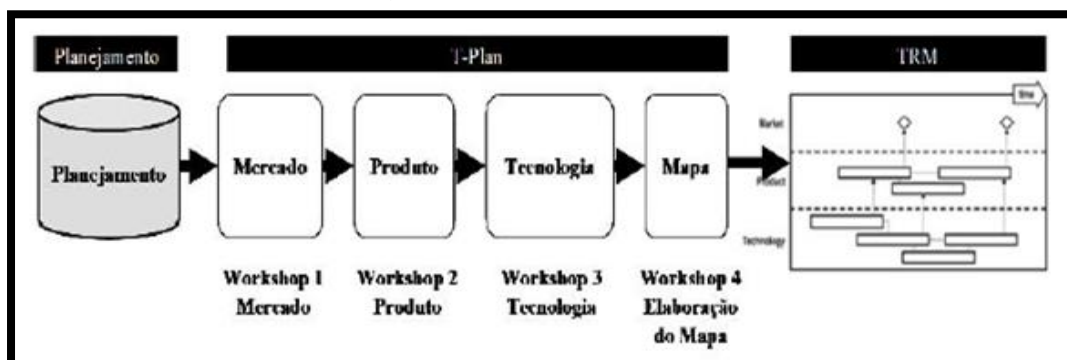 Planejamento
T-Plan
TRM
Planejamento
Mercado
Produto
Tecnologia
Mapa
time
Market
Product
Technology
Workshop 1
Mercado
Workshop 2
Produto
Workshop 3
Tecnologia
Workshop 4
Elaboração
do Mapa